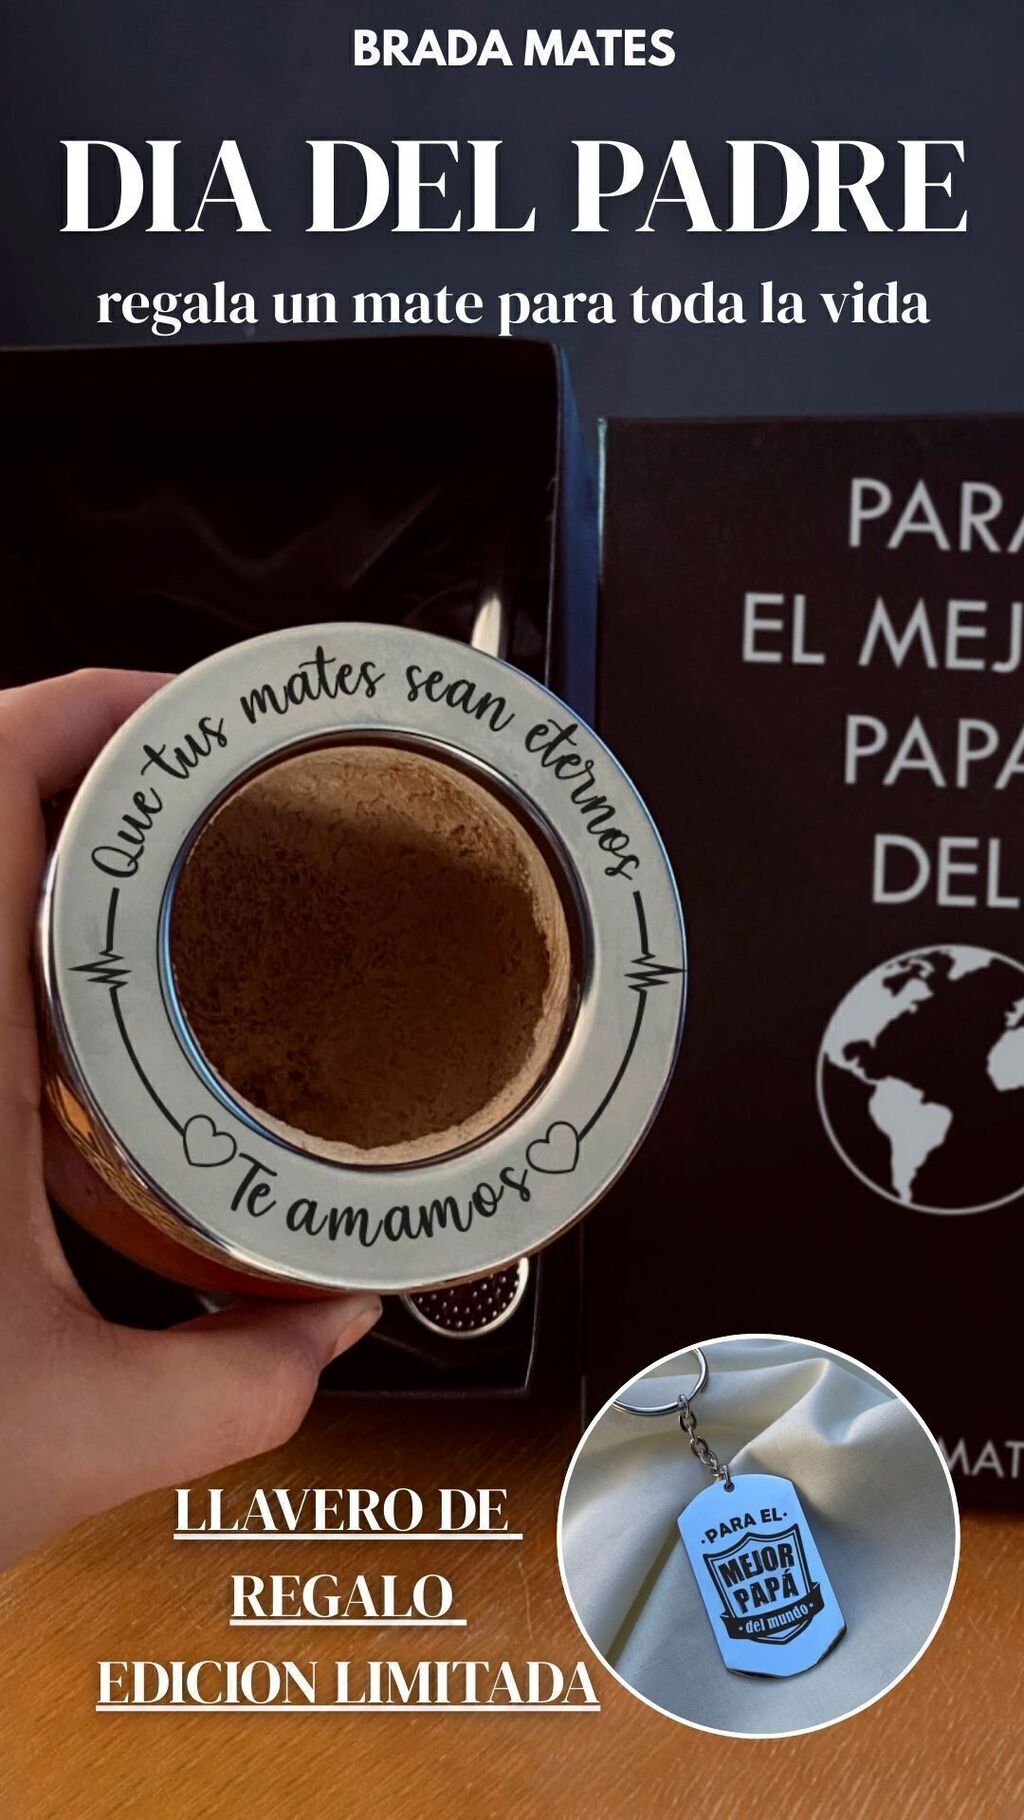 BRADA MATES
DIA DEL PADRE
regala un mate para toda la vida
PARA
EL MEJ
PAPA
DEL
Que tus mates sean eternos
Te amamos
MAT
LLAVERO DE
REGALO
EDICION LIMITADA
·PARA EL·
MEJOR
PAPÁ
• del mundo •